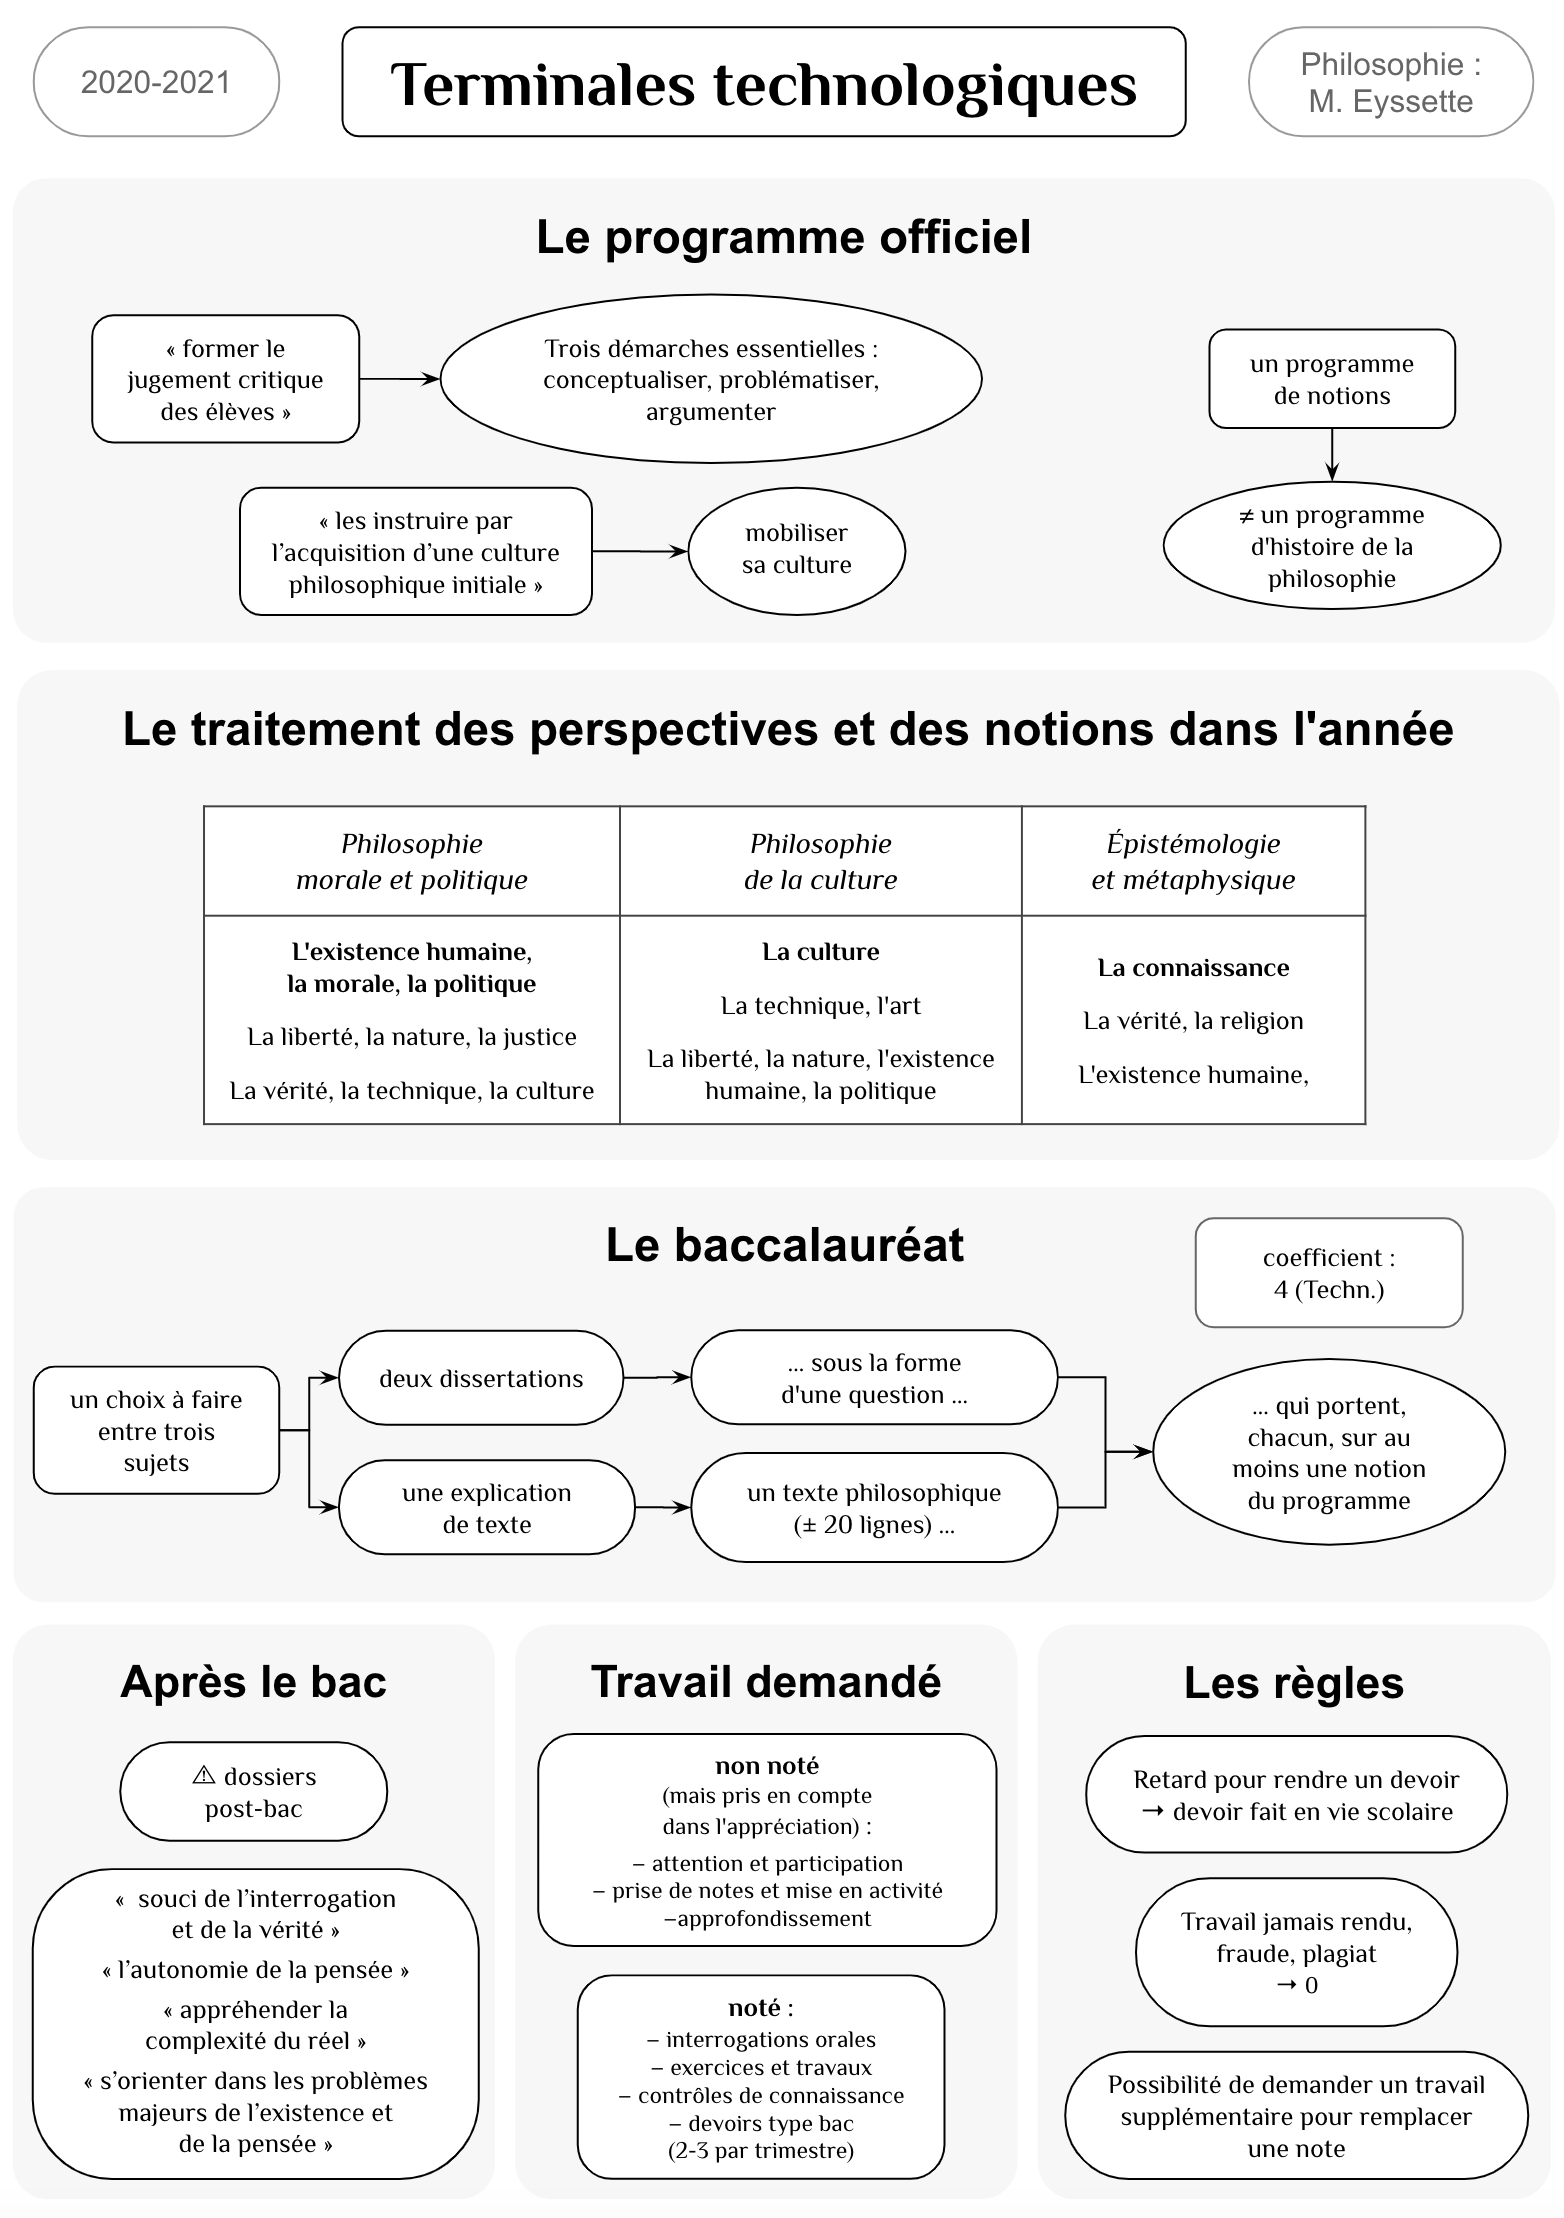 2020-2021
Terminales technologiques
Philosophie :
M. Eyssette
Le programme officiel
« former le
jugement critique
des élèves »
Trois démarches essentielles :
conceptualiser, problématiser,
argumenter
un programme
de notions
« les instruire par
l’acquisition d’une culture
philosophique initiale »
mobiliser
sa culture
≠ un programme
d'histoire de la
philosophie
Le traitement des perspectives et des notions dans l'année
Philosophie
morale et politique
Philosophie
de la culture
Épistémologie
et métaphysique
L'existence humaine,
la morale, la politique
La liberté, la nature, la justice
La vérité, la technique, la culture
La culture
La technique, l'art
La liberté, la nature, l'existence
humaine, la politique
La connaissance
La vérité, la religion
L'existence humaine,
Le baccalauréat
coefficient :
4 (Techn.)
un choix à faire
entre trois
sujets
deux dissertations
... sous la forme
d'une question ...
une explication
de texte
un texte philosophique
(± 20 lignes) ...
... qui portent,
chacun, sur au
moins une notion
du programme
Après le bac
⚠ dossiers
post-bac
«  souci de l’interrogation
et de la vérité »
« l’autonomie de la pensée »
« appréhender la
complexité du réel »
« s’orienter dans les problèmes
majeurs de l’existence et
de la pensée »
Travail demandé
non noté
(mais pris en compte
dans l'appréciation) :
– attention et participation
– prise de notes et mise en activité
–approfondissement
noté :
– interrogations orales
– exercices et travaux
– contrôles de connaissance
– devoirs type bac
(2-3 par trimestre)
Les règles
Retard pour rendre un devoir
➝ devoir fait en vie scolaire
Travail jamais rendu,
fraude, plagiat
➝ 0
Possibilité de demander un travail
supplémentaire pour remplacer
une note